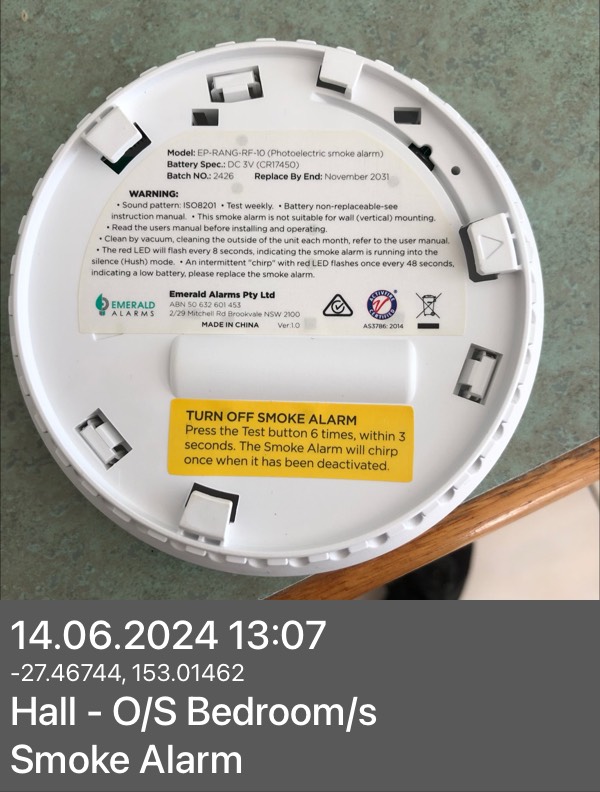 Model: EP-RANG-RF-10 (Photoelectric smoke alarm)
Battery Spec.: DC 3V (CR17450)
Batch NO.: 2426 Replace By End: November 2031
WARNING:
• Sound pattern: ISO8201 • Test weekly. • Battery non-replaceable-see
instruction manual. • This smoke alarm is not suitable for wall (vertical) mounting.
• Read the users manual before installing and operating.
• Clean by vacuum, cleaning the outside of the unit each month, refer to the user manual.
• The red LED will flash every 8 seconds, indicating the smoke alarm is running into the
silence (Hush) mode. • An intermittent "chirp" with red LED flashes once every 48 seconds,
indicating a low battery, please replace the smoke alarm.
EMERALD
ALARMS
Emerald Alarms Pty Ltd
ABN 50 632 601 453
2/29 Mitchell Rd Brookvale NSW 2100
MADE IN CHINA Ver:1.0
AS3786: 2014
TURN OFF SMOKE ALARM
Press the Test button 6 times, within 3
seconds. The Smoke Alarm will chirp
once when it has been deactivated.
14.06.2024 13:07
-27.46744, 153.01462
Hall - O/S Bedroom/s
Smoke Alarm